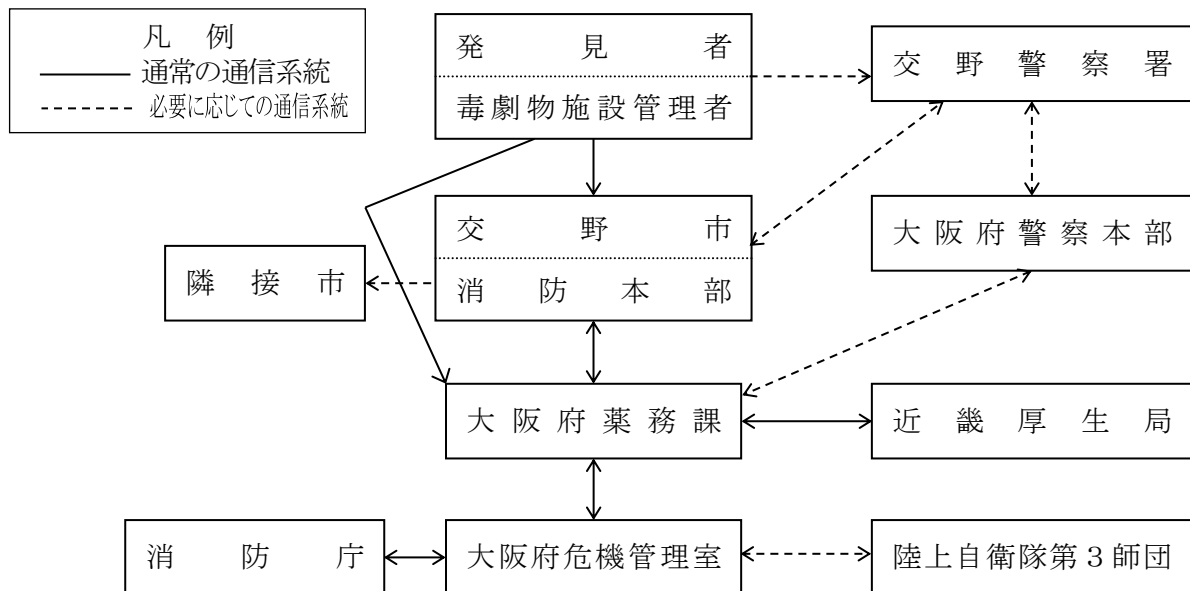 凡例
通常の通信系統
必要に応じての通信系統
発見者
毒劇物施設管理者
交野警察署
交野市
消防本部
大阪府警察本部
隣接市
大阪府薬務課
近畿厚生局
消防庁
大阪府危機管理室
陸上自衛隊第3師団